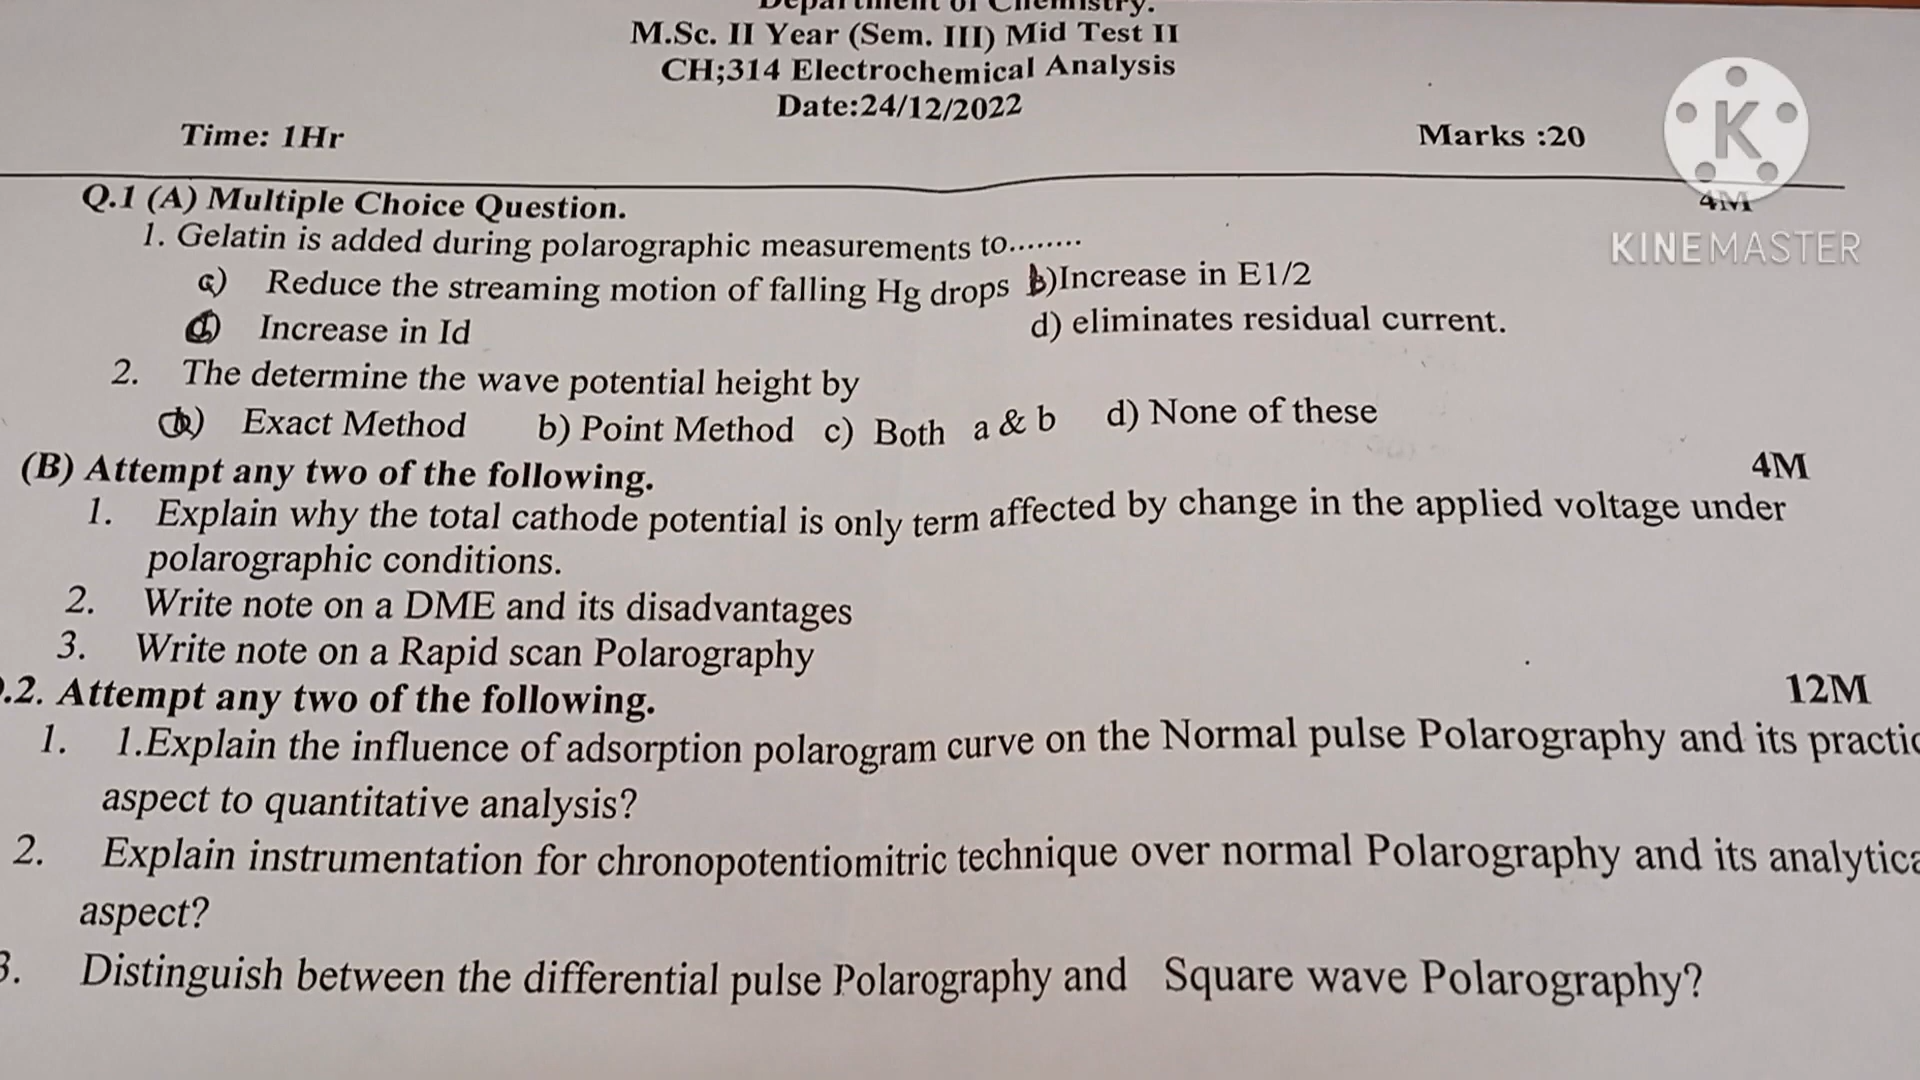 Department of Chemistry.
M.Sc. II Year (Sem. III) Mid Test II
CH;314 Electrochemical Analysis
Date:24/12/2022
Time: 1Hr
Marks :20
K
KINEMASTER
Q.1 (A) Multiple Choice Question. 4M
1. Gelatin is added during polarographic measurements to........
a) Reduce the streaming motion of falling Hg drops b)Increase in E1/2
Increase in Id d) eliminates residual current.
2. The determine the wave potential height by
Exact Method b) Point Method c) Both a & b d) None of these
(B) Attempt any two of the following. 4M
1. Explain why the total cathode potential is only term affected by change in the applied voltage under
polarographic conditions.
2. Write note on a DME and its disadvantages
3. Write note on a Rapid scan Polarography
.2. Attempt any two of the following. 12M
1. 1.Explain the influence of adsorption polarogram curve on the Normal pulse Polarography and its practic
aspect to quantitative analysis?
2. Explain instrumentation for chronopotentiomitric technique over normal Polarography and its analytica
aspect?
3. Distinguish between the differential pulse Polarography and Square wave Polarography?